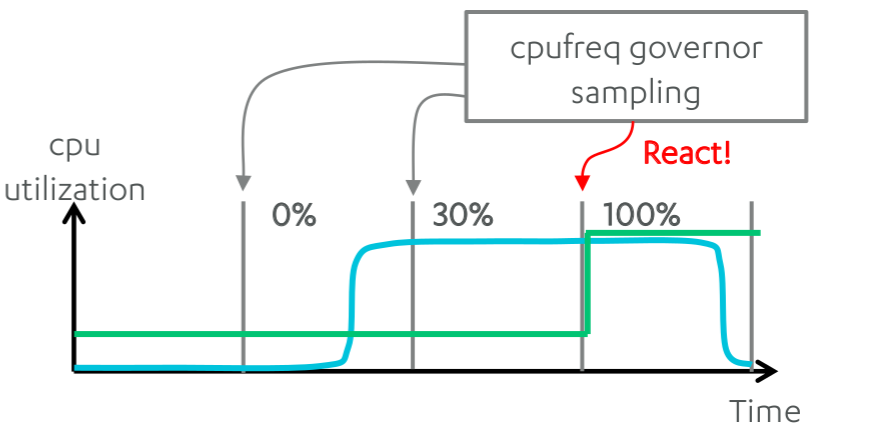 cpufreq governor
sampling
React!
cpu
utilization
0%
30%
100%
Time